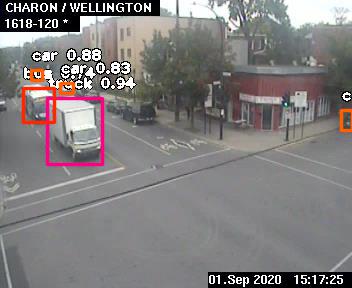 CHARON / WELLINGTON
1618-120 *
car 0.88
car 0.83
truck 0.94
01.Sep 2020 15:17:25